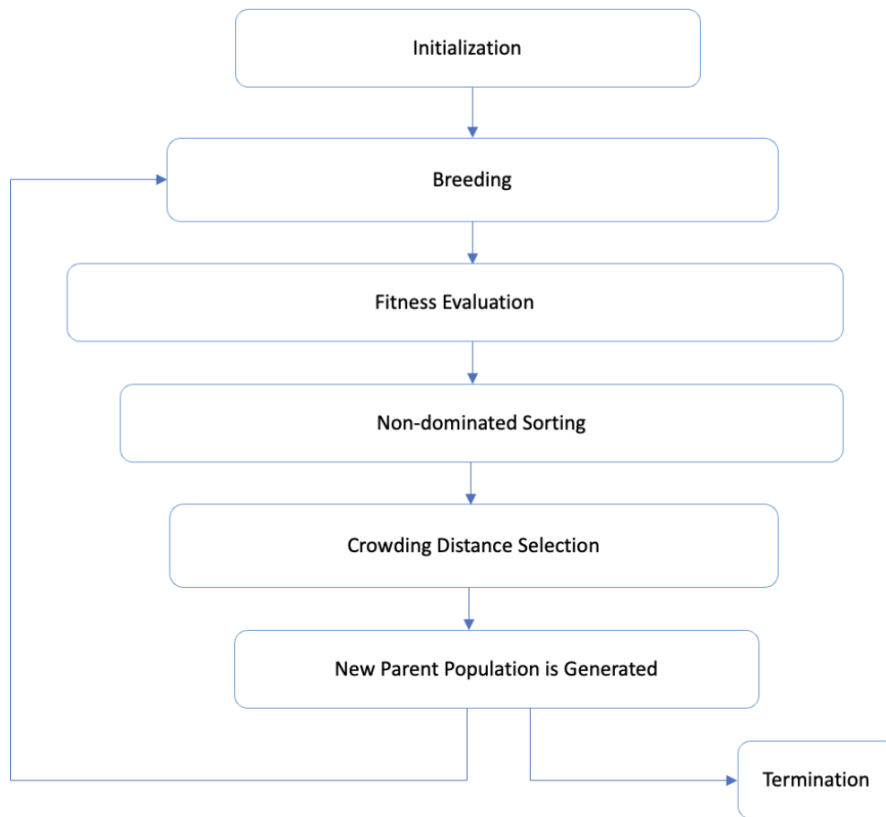 Initialization
Breeding
Fitness Evaluation
Non-dominated Sorting
Crowding Distance Selection
New Parent Population is Generated
Termination